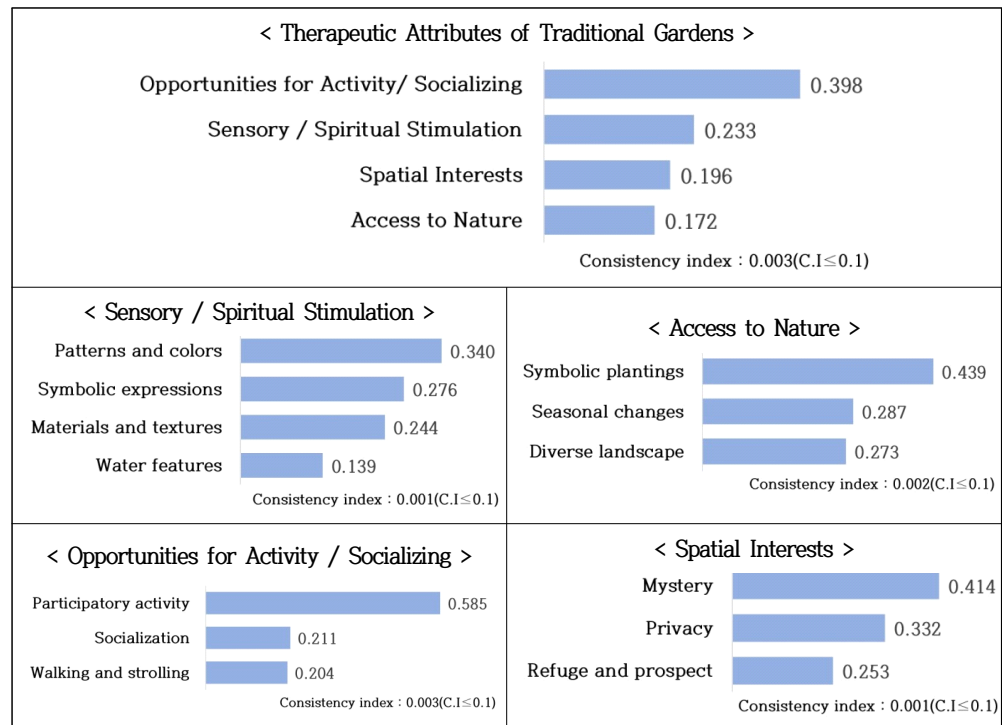 < Therapeutic Attributes of Traditional Gardens >
Opportunities for Activity/ Socializing 0.398
Sensory / Spiritual Stimulation 0.233
Spatial Interests 0.196
Access to Nature 0.172
Consistency index : 0.003(C.I≤0.1)
< Sensory / Spiritual Stimulation >
Patterns and colors 0.340
Symbolic expressions 0.276
Materials and textures 0.244
Water features 0.139
Consistency index : 0.001(C.I≤0.1)
< Access to Nature >
Symbolic plantings 0.439
Seasonal changes 0.287
Diverse landscape 0.273
Consistency index : 0.002(C.I≤0.1)
< Opportunities for Activity / Socializing >
Participatory activity 0.585
Socialization 0.211
Walking and strolling 0.204
Consistency index : 0.003(C.I≤0.1)
< Spatial Interests >
Mystery 0.414
Privacy 0.332
Refuge and prospect 0.253
Consistency index : 0.001(C.I≤0.1)